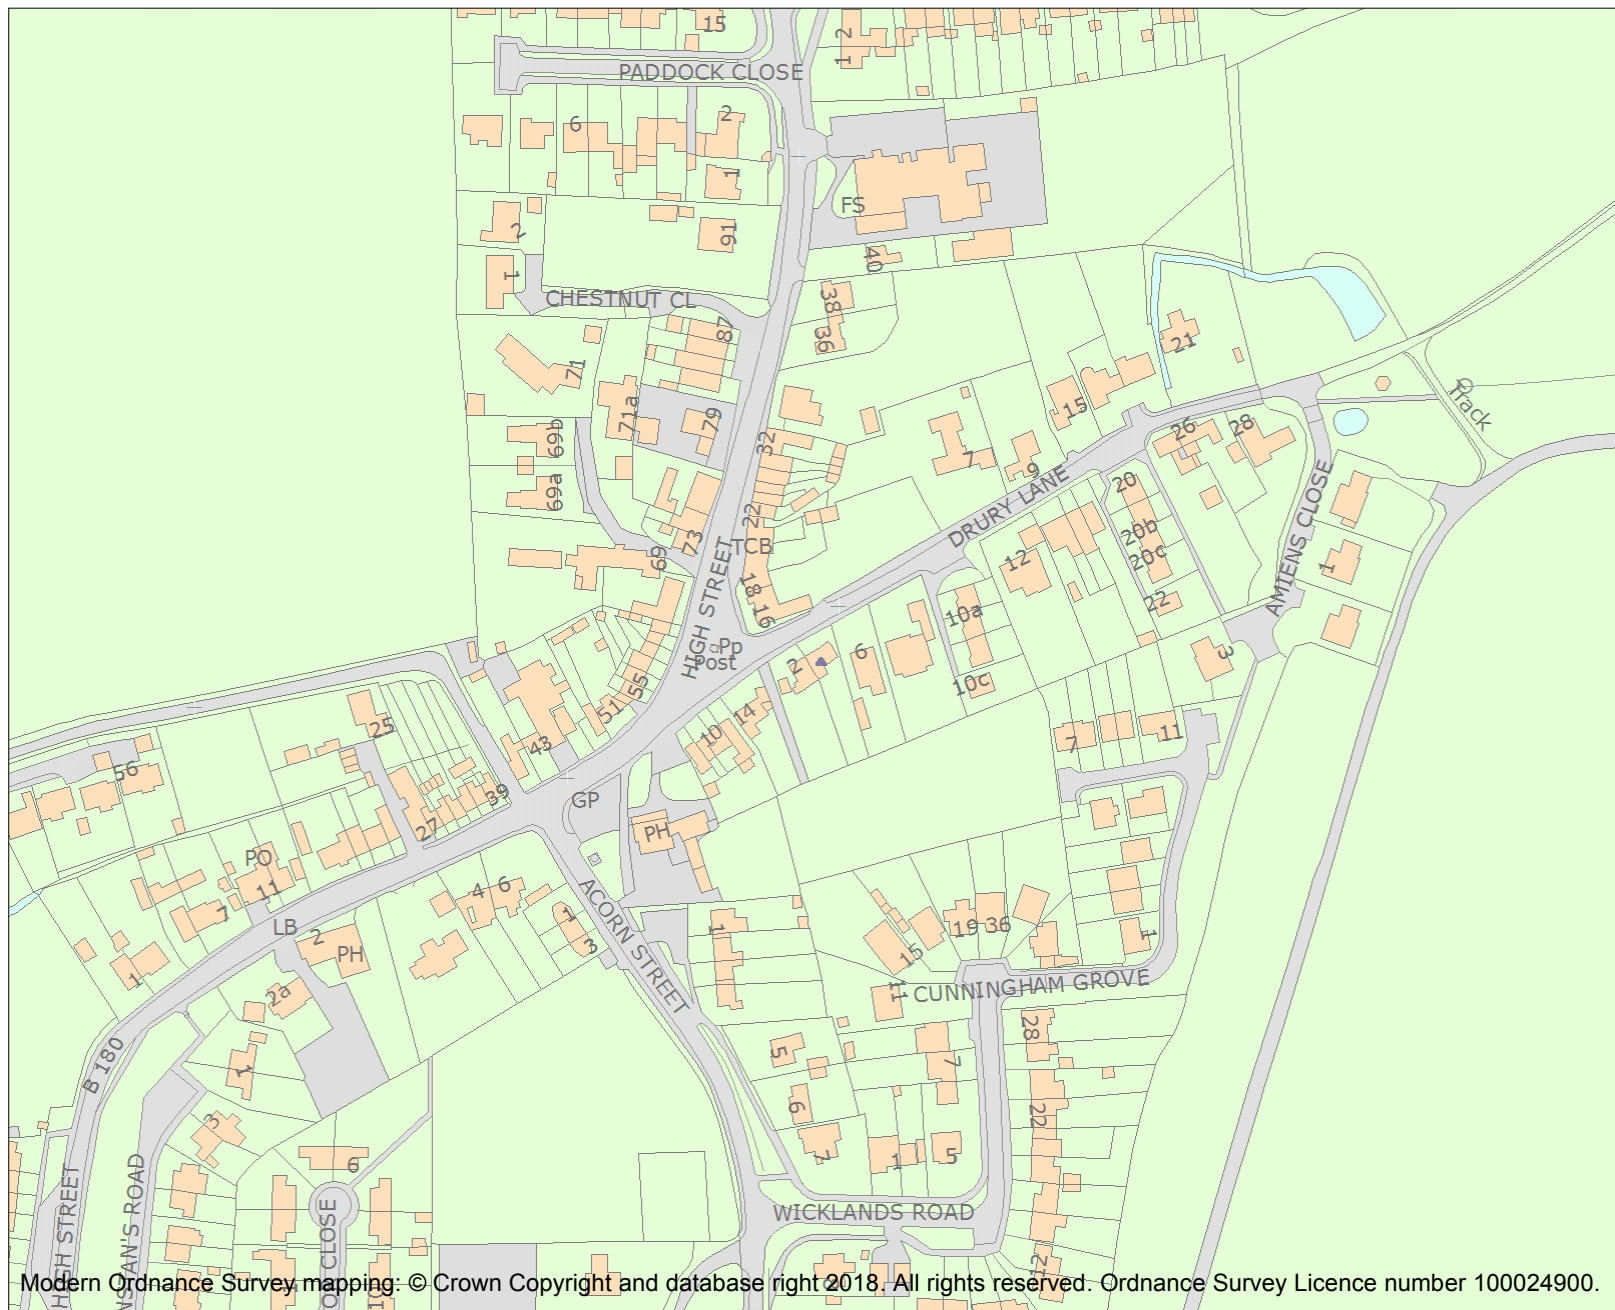 15
1 2
PADDOCK CLOSE
2
6
1
FS
2
91
40
1
CHESTNUT CL
38
36
87
21
71
71a
79
15
Track
32
69b
7
9
26
28
69a
22
20
DRURY LANE
20b
20c
22
AMIENS CLOSE
1
73
TCB
69
12
18
16
10a
HIGH STREET
Pp
Post
2
6
10c
3
55
51
14
10
25
43
7
11
56
39
GP
27
PH
PO
11
7
4
6
LB
2
PH
1
3
ACORN STREET
1
19
36
15
1
1
2a
11
CUNNINGHAM GROVE
28
B 180
1
5
7
6
22
3
7
1
5
6
HIGH STREET
NSTAN'S ROAD
O CLOSE
WICKLANDS ROAD
12
Modern Ordnance Survey mapping: © Crown Copyright and database right 2018. All rights reserved. Ordnance Survey Licence number 100024900.